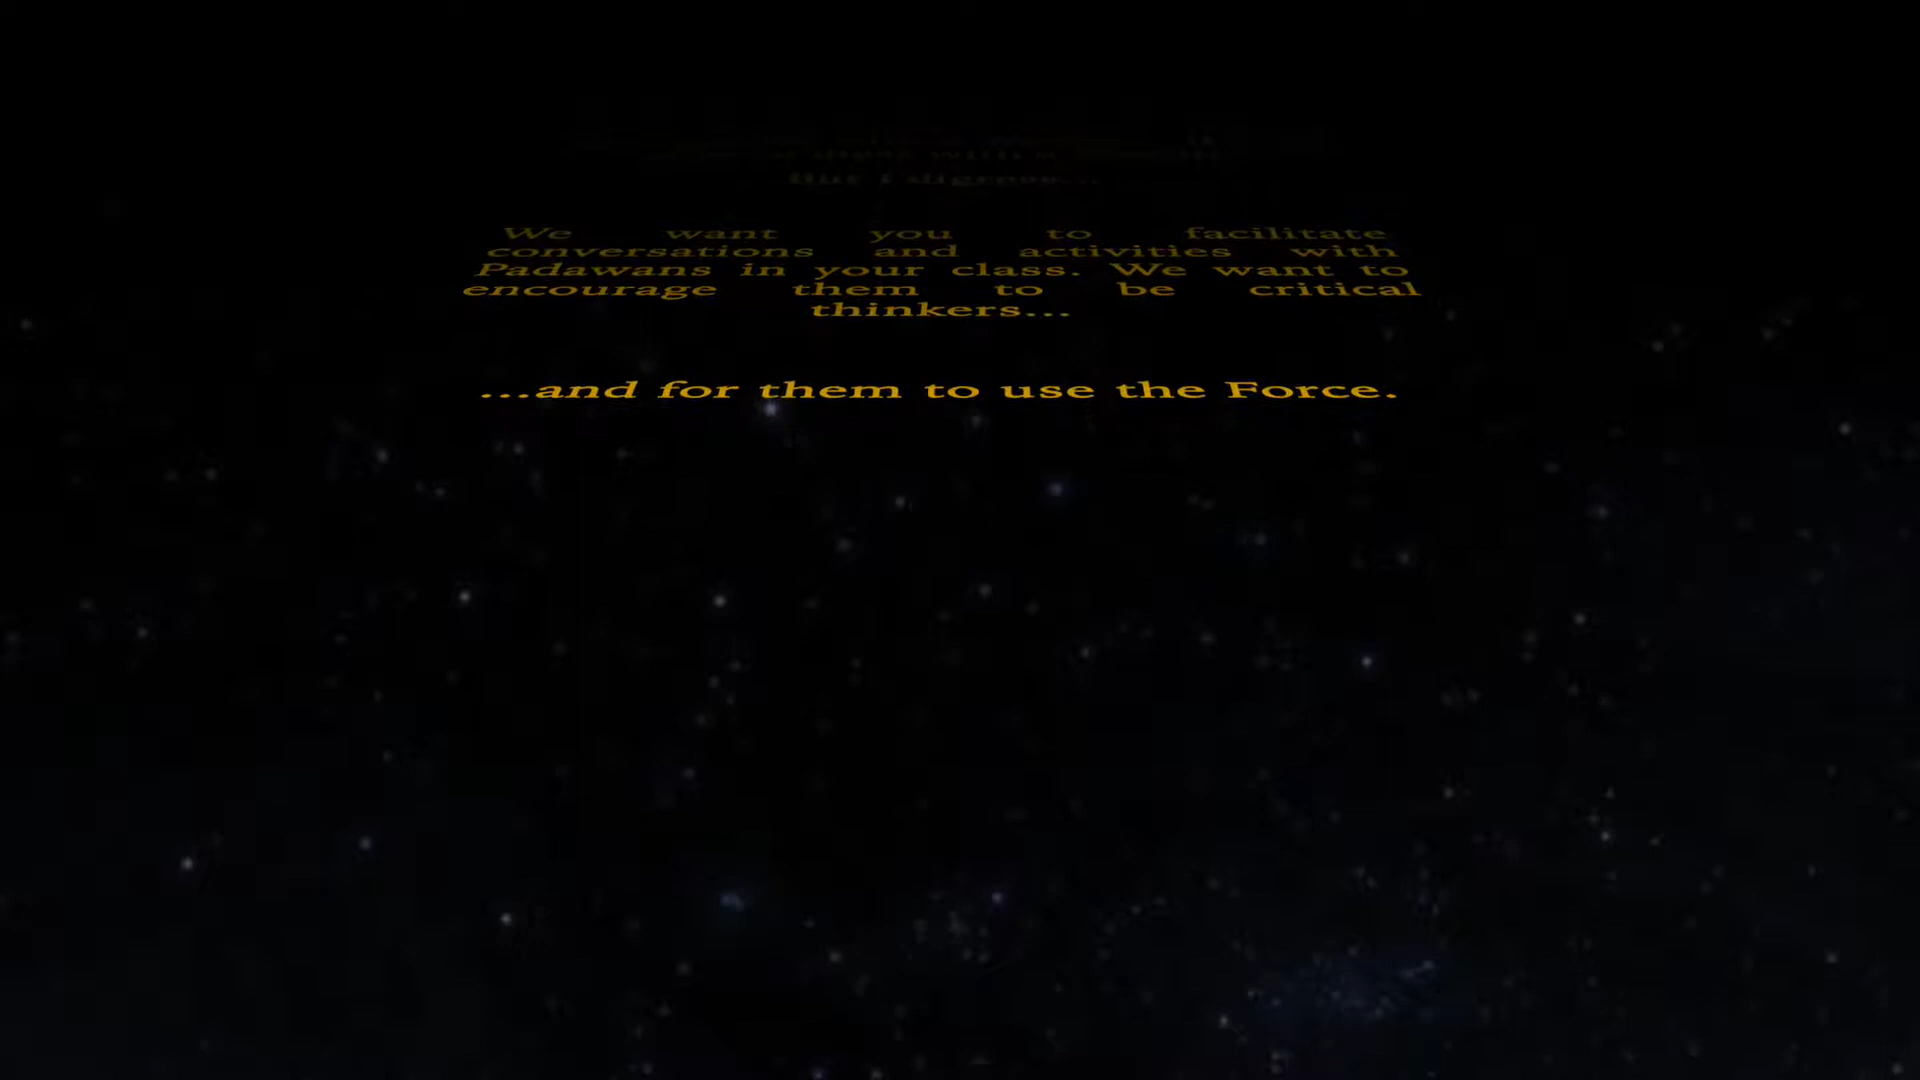 But I digress...
We want you to facilitate
conversations and activities with
Padawans in your class. We want to
encourage them to be critical
thinkers...
...and for them to use the Force.